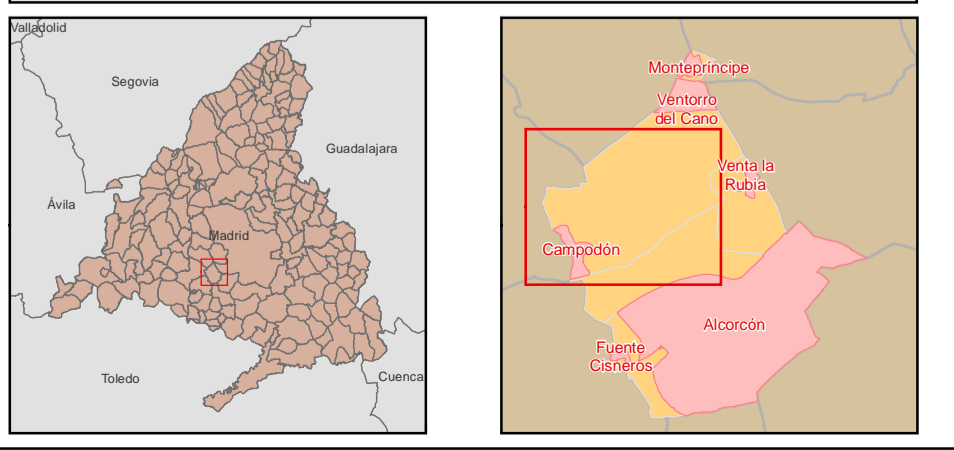 Valladolid
Segovia
Guadalajara
Ávila
Madrid
Toledo
Cuenca
Montepríncipe
Ventorro
del Cano
Venta la
Rubia
Campodón
Alcorcón
Fuente
Cisneros